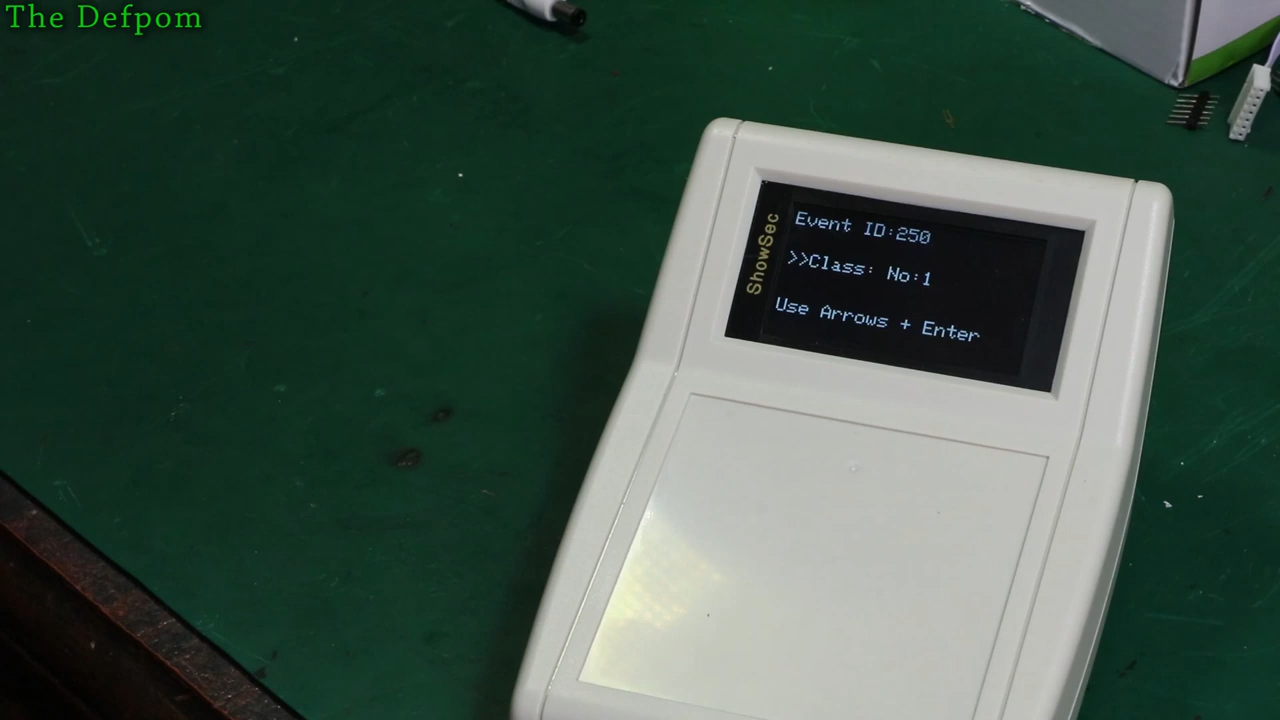 The Defpom
ShowSec
Event ID:250
>>Class: No:1
Use Arrows + Enter